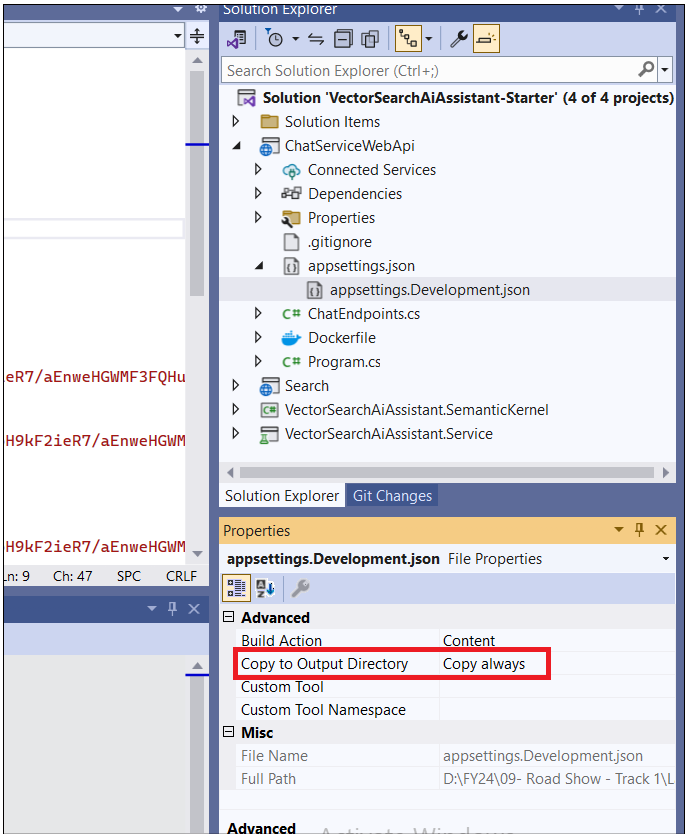 Solution Explorer
Search Solution Explorer (Ctrl+;)
Solution 'VectorSearchAiAssistant-Starter' (4 of 4 projects)
Solution Items
ChatServiceWebApi
Connected Services
Dependencies
Properties
.gitignore
appsettings.json
appsettings.Development.json
ChatEndpoints.cs
Dockerfile
Program.cs
Search
VectorSearchAiAssistant.SemanticKernel
VectorSearchAiAssistant.Service
ieR7/aEnweHGWMF3FQHu
H9kF2ieR7/aEnweHGWM
H9kF2ieR7/aEnweHGWM
Ln: 9 Ch: 47 SPC CRLF
Solution Explorer Git Changes
Properties
appsettings.Development.json File Properties
Advanced
Build Action Content
Copy to Output Directory Copy always
Custom Tool
Custom Tool Namespace
Misc
File Name appsettings.Development.json
Full Path D:\FY24\09- Road Show - Track 1\L
Advanced
Activate Windows